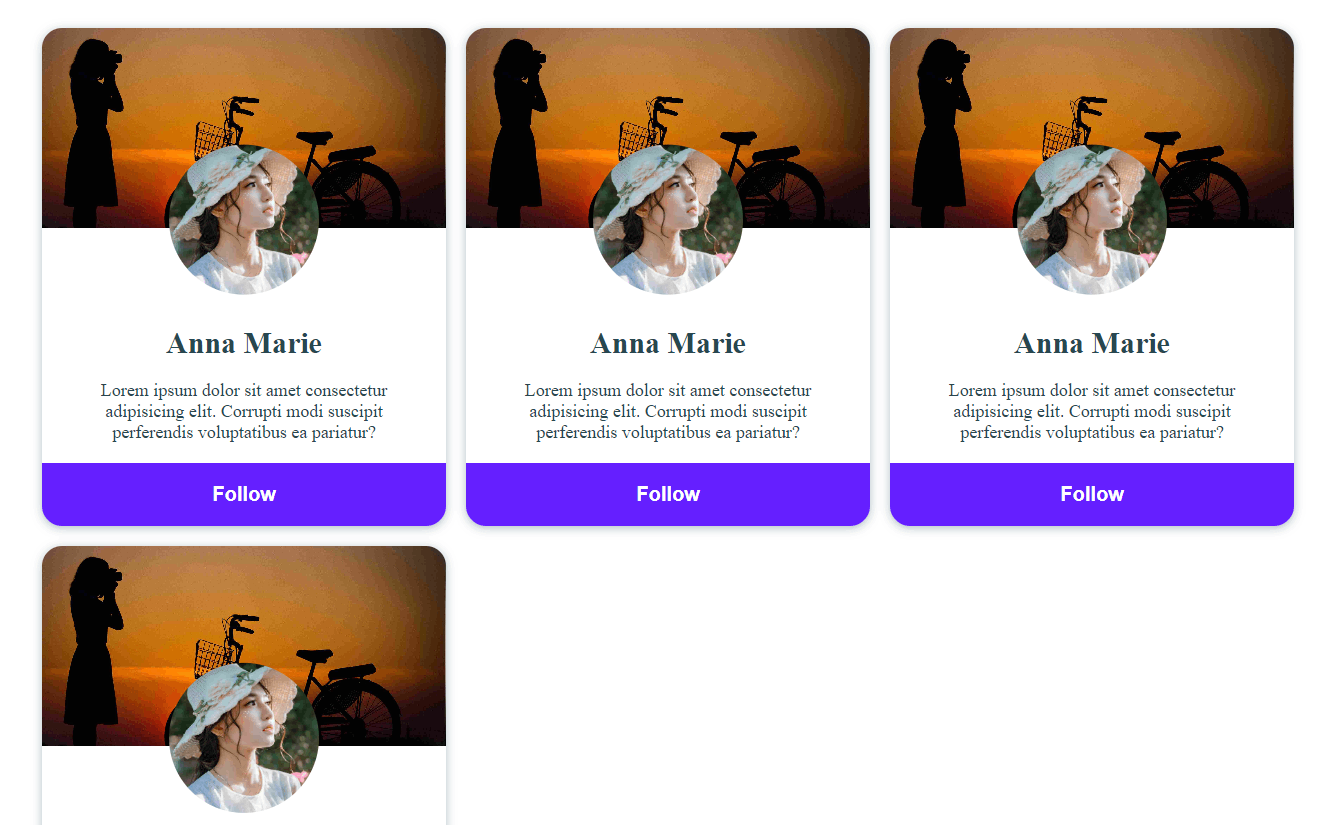 Anna Marie
Lorem ipsum dolor sit amet consectetur
adipisicing elit. Corrupti modi suscipit
perferendis voluptatibus ea pariatur?
Follow
Anna Marie
Lorem ipsum dolor sit amet consectetur
adipisicing elit. Corrupti modi suscipit
perferendis voluptatibus ea pariatur?
Follow
Anna Marie
Lorem ipsum dolor sit amet consectetur
adipisicing elit. Corrupti modi suscipit
perferendis voluptatibus ea pariatur?
Follow